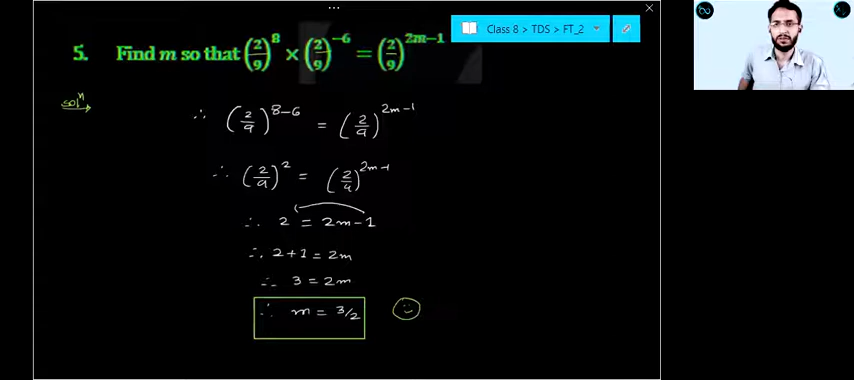 Class 8 > TDS > FT_2
5. Find m so that (2/9)^8 × (2/9)^-6 = (2/9)^2m-1
Solⁿ
∴ (2/9)^8-6 = (2/9)^2m-1
∴ (2/9)^2 = (2/9)^2m-1
∴ 2 = 2m-1
∴ 2+1 = 2m
∴ 3 = 2m
∴ m = 3/2